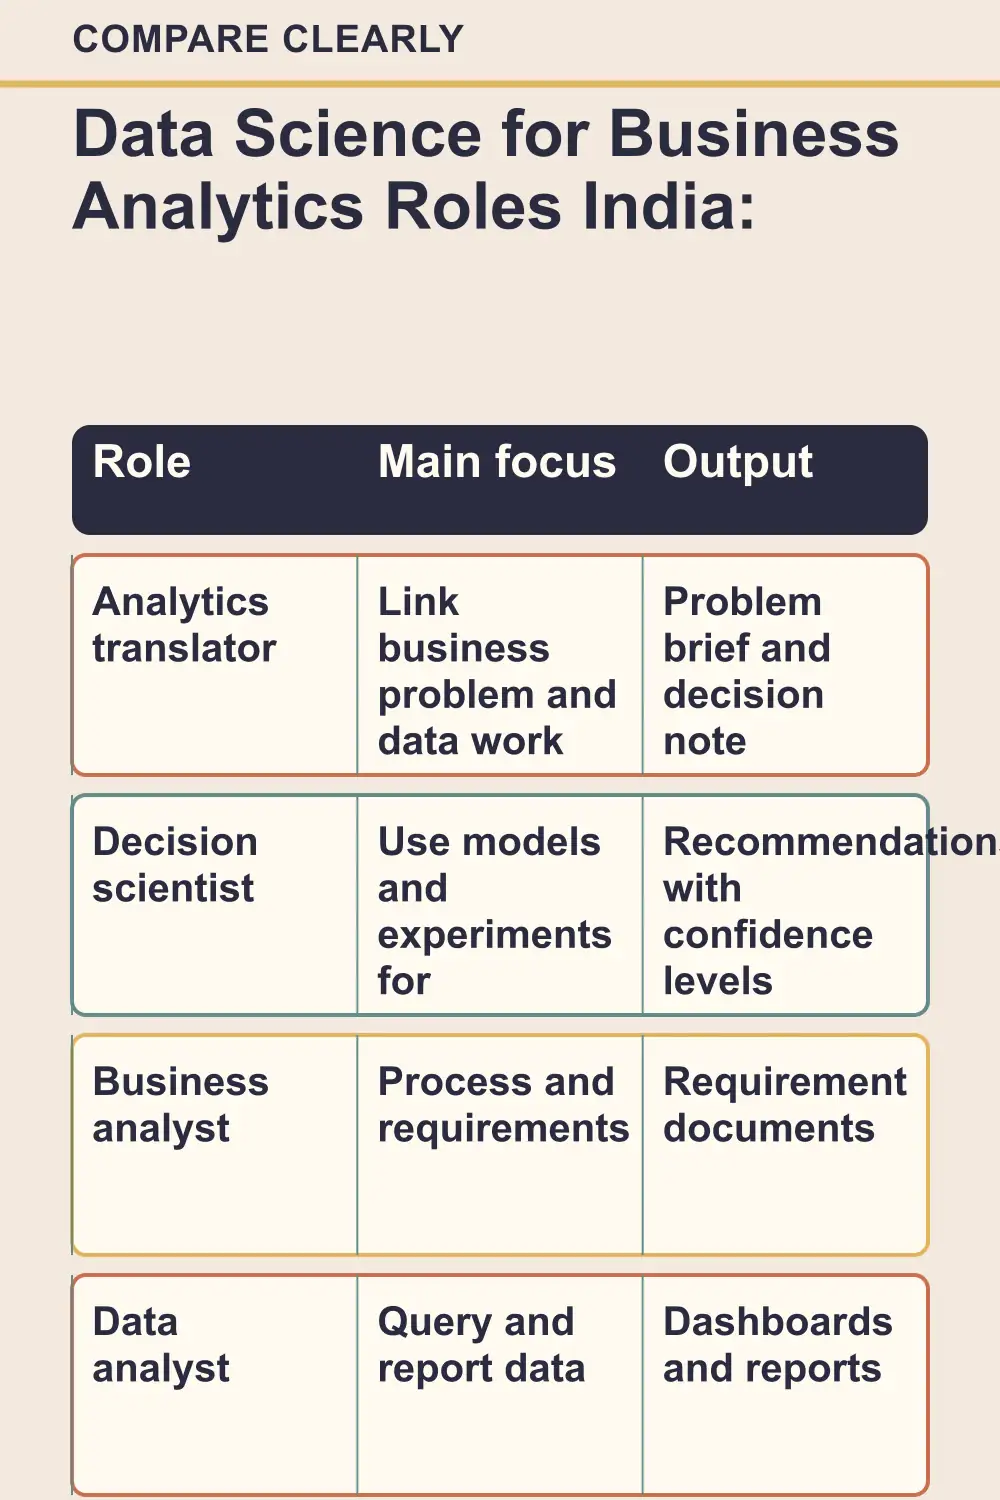 COMPARE CLEARLY
Data Science for Business
Analytics Roles India:
Role Main focus Output
Analytics
translator
Link
business
problem and
data work
Problem
brief and
decision
note
Decision
scientist
Use models
and
experiments
for
Recommendation
with
confidence
levels
Business
analyst
Process and
requirements
Requirement
documents
Data
analyst
Query and
report data
Dashboards
and reports